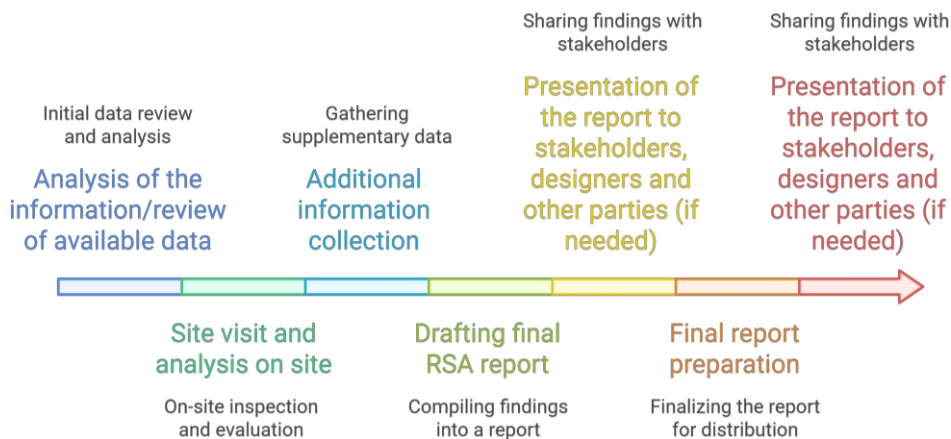 Sharing findings with
stakeholders
Sharing findings with
stakeholders
Initial data review
and analysis
Gathering
supplementary data
Presentation of
the report to
stakeholders,
designers and
other parties (if
needed)
Presentation of
the report to
stakeholders,
designers and
other parties (if
needed)
Analysis of the
information/review
of available data
Additional
information
collection
Site visit and
analysis on site
Drafting final
RSA report
Final report
preparation
On-site inspection
and evaluation
Compiling findings
into a report
Finalizing the report
for distribution